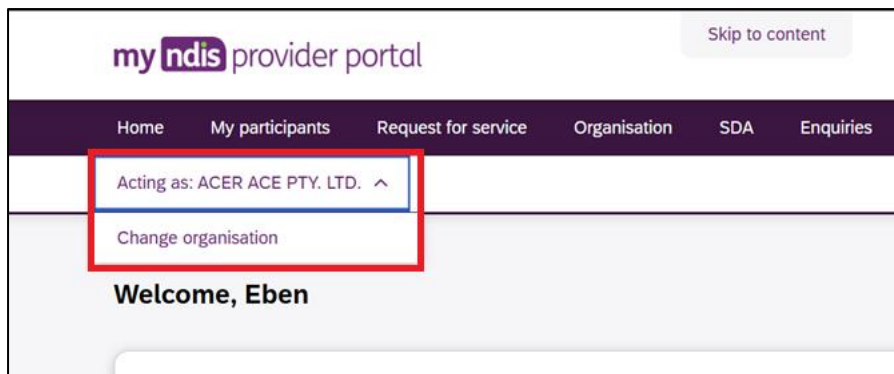 Skip to content
my ndis provider portal
Home My participants Request for service Organisation SDA Enquiries
Acting as: ACER ACE PTY. LTD.
Change organisation
Welcome, Eben